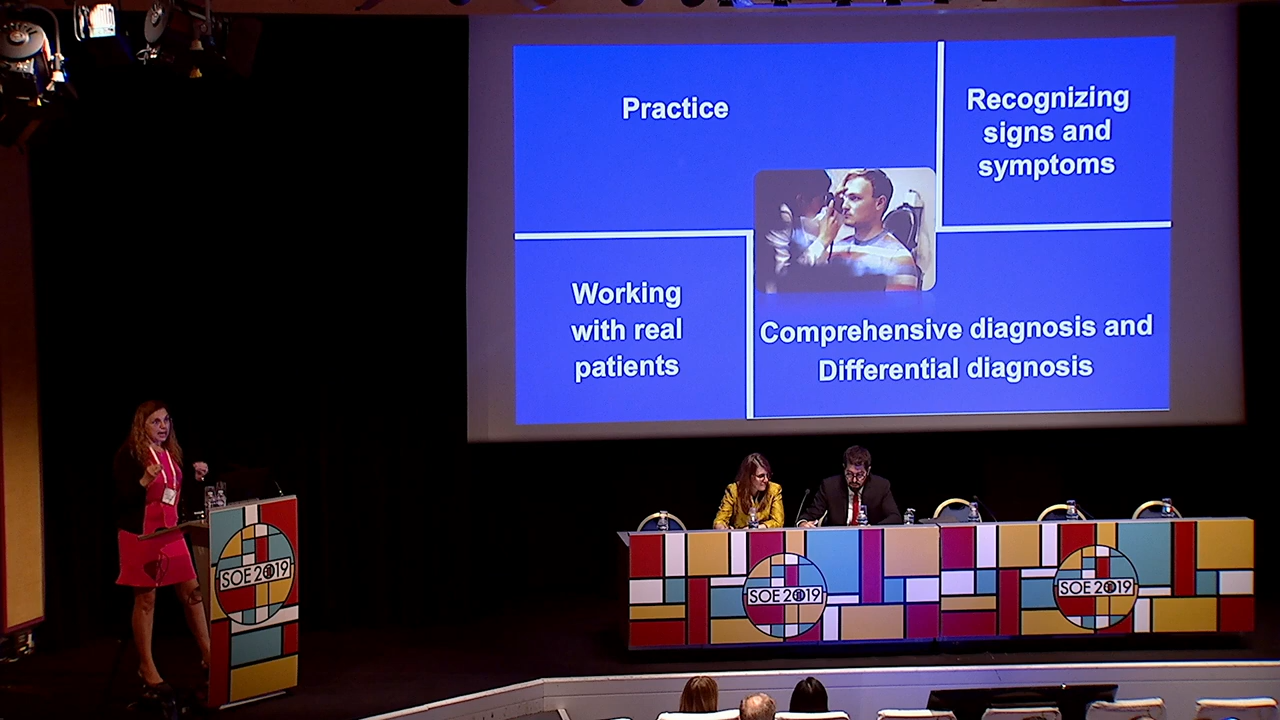 Practice
Recognizing
signs and
symptoms
Working
with real
patients
Comprehensive diagnosis and
Differential diagnosis
SOE 2019
SOE 2019
SOE 2019